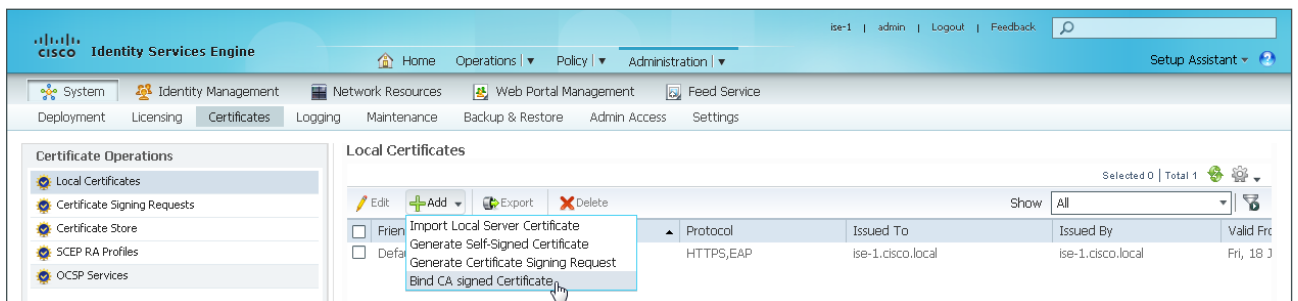 ise-1 | admin | Logout | Feedback
CISCO Identity Services Engine
Home Operations | Policy | Administration | Setup Assistant
System Identity Management Network Resources Web Portal Management Feed Service
Deployment Licensing Certificates Logging Maintenance Backup & Restore Admin Access Settings
Certificate Operations
Local Certificates
Certificate Signing Requests
Certificate Store
SCEP RA Profiles
OCSP Services
Local Certificates
Selected 0 | Total 1
Edit Add Export Delete Show All
Import Local Server Certificate
Generate Self-Signed Certificate
Generate Certificate Signing Request
Bind CA signed Certificate
Frien Protocol Issued To Issued By Valid Fro
Defau HTTPS,EAP ise-1.cisco.local ise-1.cisco.local Fri, 18 J